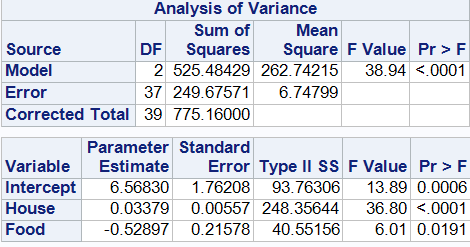 Analysis of Variance
Source DF Sum of Squares Mean Square F Value Pr > F
Model 2 525.48429 262.74215 38.94 <.0001
Error 37 249.67571 6.74799
Corrected Total 39 775.16000
Variable Parameter Estimate Standard Error Type II SS F Value Pr > F
Intercept 6.56830 1.76208 93.76306 13.89 0.0006
House 0.03379 0.00557 248.35644 36.80 <.0001
Food -0.52897 0.21578 40.55156 6.01 0.0191